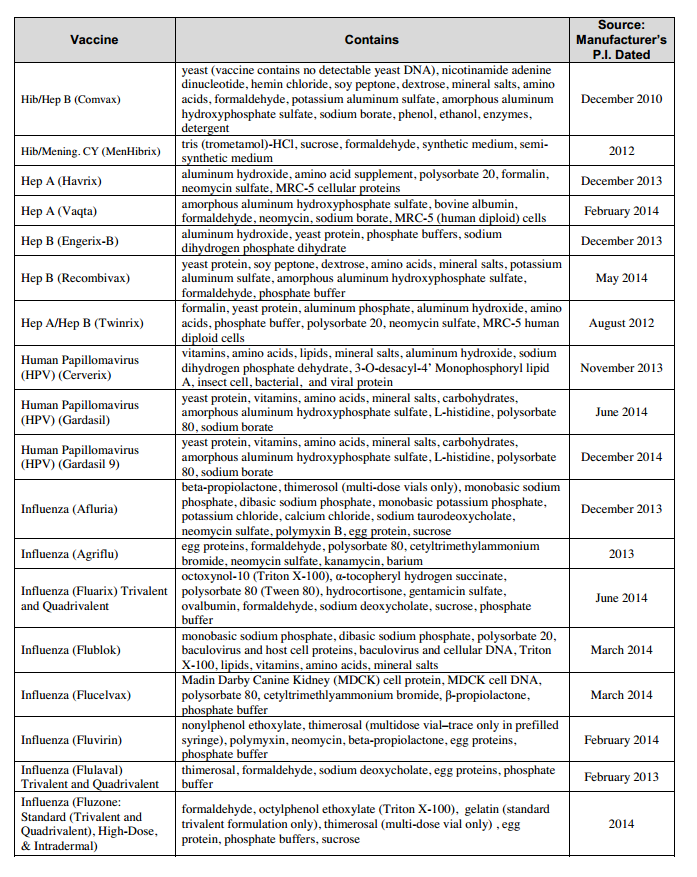 Vaccine
Contains
Source:
Manufacturer's
P.I. Dated
Hib/Hep B (Comvax)
yeast (vaccine contains no detectable yeast DNA), nicotinamide adenine
dinucleotide, hemin chloride, soy peptone, dextrose, mineral salts, amino
acids, formaldehyde, potassium aluminum sulfate, amorphous aluminum
hydroxyphosphate sulfate, sodium borate, phenol, ethanol, enzymes,
detergent
December 2010
Hib/Mening. CY (MenHibrix)
tris (trometamol)-HCl, sucrose, formaldehyde, synthetic medium, semi-
synthetic medium
2012
Hep A (Havrix)
aluminum hydroxide, amino acid supplement, polysorbate 20, formalin,
neomycin sulfate, MRC-5 cellular proteins
December 2013
Hep A (Vaqta)
amorphous aluminum hydroxyphosphate sulfate, bovine albumin,
formaldehyde, neomycin, sodium borate, MRC-5 (human diploid) cells
February 2014
Hep B (Engerix-B)
aluminum hydroxide, yeast protein, phosphate buffers, sodium
dihydrogen phosphate dihydrate
December 2013
Hep B (Recombivax)
yeast protein, soy peptone, dextrose, amino acids, mineral salts, potassium
aluminum sulfate, amorphous aluminum hydroxyphosphate sulfate,
formaldehyde, phosphate buffer
May 2014
Hep A/Hep B (Twinrix)
formalin, yeast protein, aluminum phosphate, aluminum hydroxide, amino
acids, phosphate buffer, polysorbate 20, neomycin sulfate, MRC-5 human
diploid cells
August 2012
Human Papillomavirus
(HPV) (Cerverix)
vitamins, amino acids, lipids, mineral salts, aluminum hydroxide, sodium
dihydrogen phosphate dehydrate, 3-O-desacyl-4’ Monophosphoryl lipid
A, insect cell, bacterial, and viral protein
November 2013
Human Papillomavirus
(HPV) (Gardasil)
yeast protein, vitamins, amino acids, mineral salts, carbohydrates,
amorphous aluminum hydroxyphosphate sulfate, L-histidine, polysorbate
80, sodium borate
June 2014
Human Papillomavirus
(HPV) (Gardasil 9)
yeast protein, vitamins, amino acids, mineral salts, carbohydrates,
amorphous aluminum hydroxyphosphate sulfate, L-histidine, polysorbate
80, sodium borate
December 2014
Influenza (Afluria)
beta-propiolactone, thimerosol (multi-dose vials only), monobasic sodium
phosphate, dibasic sodium phosphate, monobasic potassium phosphate,
potassium chloride, calcium chloride, sodium taurodeoxycholate,
neomycin sulfate, polymyxin B, egg protein, sucrose
December 2013
Influenza (Agriflu)
egg proteins, formaldehyde, polysorbate 80, cetyltrimethylammonium
bromide, neomycin sulfate, kanamycin, barium
2013
Influenza (Fluarix) Trivalent
and Quadrivalent
octoxynol-10 (Triton X-100), α-tocopheryl hydrogen succinate,
polysorbate 80 (Tween 80), hydrocortisone, gentamicin sulfate,
ovalbumin, formaldehyde, sodium deoxycholate, sucrose, phosphate
buffer
June 2014
Influenza (Flublok)
monobasic sodium phosphate, dibasic sodium phosphate, polysorbate 20,
baculovirus and host cell proteins, baculovirus and cellular DNA, Triton
X-100, lipids, vitamins, amino acids, mineral salts
March 2014
Influenza (Flucelvax)
Madin Darby Canine Kidney (MDCK) cell protein, MDCK cell DNA,
polysorbate 80, cetyltrimethlyammonium bromide, β-propiolactone,
phosphate buffer
March 2014
Influenza (Fluvirin)
nonylphenol ethoxylate, thimerosal (multidose vial–trace only in prefilled
syringe), polymyxin, neomycin, beta-propiolactone, egg proteins,
phosphate buffer
February 2014
Influenza (Flulaval)
Trivalent and Quadrivalent
thimerosal, formaldehyde, sodium deoxycholate, egg proteins, phosphate
buffer
February 2013
Influenza (Fluzone:
Standard (Trivalent and
Quadrivalent), High-Dose,
& Intradermal)
formaldehyde, octylphenol ethoxylate (Triton X-100), gelatin (standard
trivalent formulation only), thimerosal (multi-dose vial only) , egg
protein, phosphate buffers, sucrose
2014